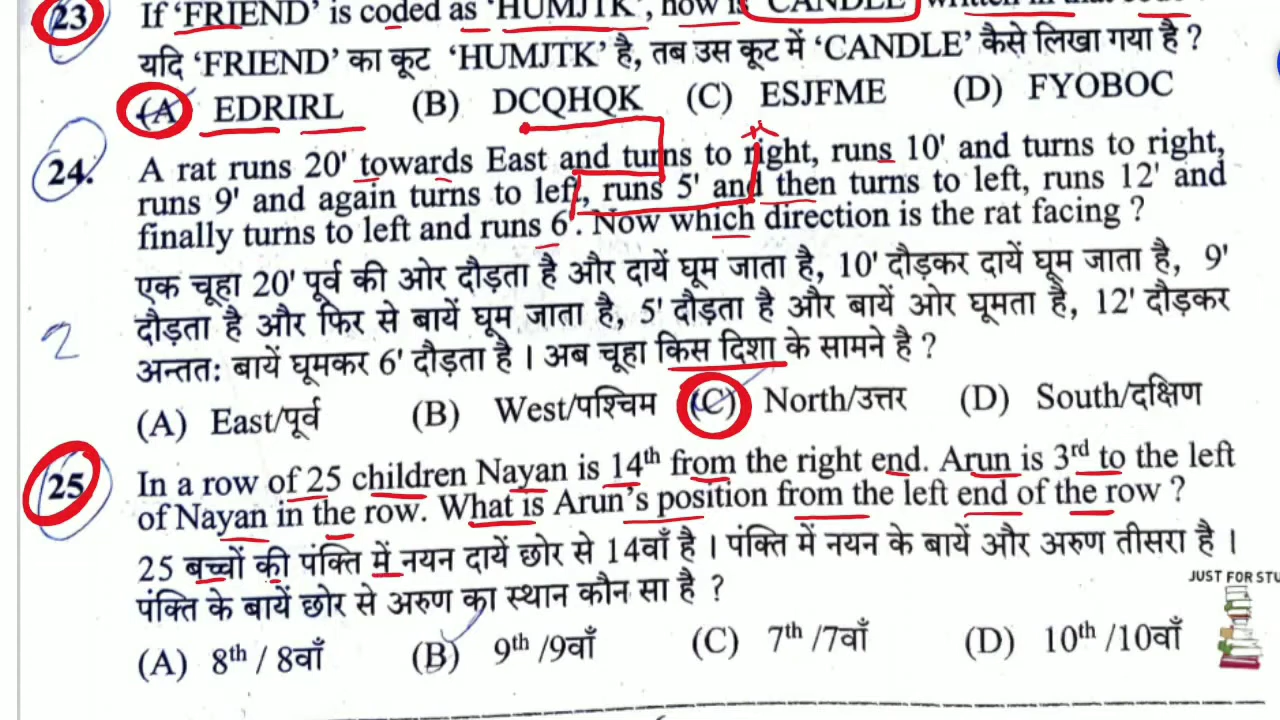 23 If 'FRIEND' is coded as 'HUMJTK', how is 'CANDLE' written in that code
यदि 'FRIEND' का कूट 'HUMJTK' है, तब उस कूट में 'CANDLE' कैसे लिखा गया है ?
(A EDRIRL (B) DCQHQK (C) ESJFME (D) FYOBOC
24. A rat runs 20' towards East and turns to right, runs 10' and turns to right,
runs 9' and again turns to left, runs 5' and then turns to left, runs 12' and
finally turns to left and runs 6'. Now which direction is the rat facing ?
एक चूहा 20' पूर्व की ओर दौड़ता है और दायें घूम जाता है, 10' दौड़कर दायें घूम जाता है, 9'
दौड़ता है और फिर से बायें घूम जाता है, 5' दौड़ता है और बायें ओर घूमता है, 12' दौड़कर
2 अन्ततः बायें घूमकर 6' दौड़ता है । अब चूहा किस दिशा के सामने है ?
(A) East/पूर्व (B) West/पश्चिम (C) North/उत्तर (D) South/दक्षिण
25 In a row of 25 children Nayan is 14th from the right end. Arun is 3rd to the left
of Nayan in the row. What is Arun's position from the left end of the row ?
25 बच्चों की पंक्ति में नयन दायें छोर से 14वाँ है । पंक्ति में नयन के बायें और अरुण तीसरा है ।
पंक्ति के बायें छोर से अरुण का स्थान कौन सा है ?
JUST FOR STU
(A) 8th / 8वाँ (B) 9th /9वाँ (C) 7th /7वाँ (D) 10th /10वाँ